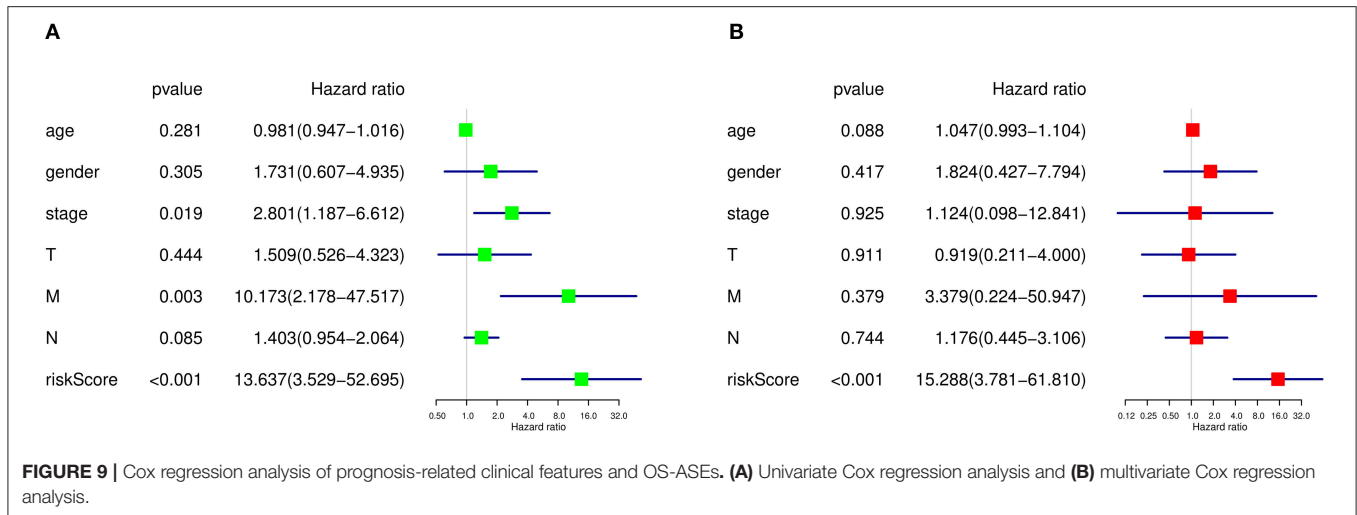 A
pvalue Hazard ratio
age 0.281 0.981(0.947−1.016)
gender 0.305 1.731(0.607−4.935)
stage 0.019 2.801(1.187−6.612)
T 0.444 1.509(0.526−4.323)
M 0.003 10.173(2.178−47.517)
N 0.085 1.403(0.954−2.064)
riskScore <0.001 13.637(3.529−52.695)
0.50 1.0 2.0 4.0 8.0 16.0 32.0
Hazard ratio
B
pvalue Hazard ratio
age 0.088 1.047(0.993−1.104)
gender 0.417 1.824(0.427−7.794)
stage 0.925 1.124(0.098−12.841)
T 0.911 0.919(0.211−4.000)
M 0.379 3.379(0.224−50.947)
N 0.744 1.176(0.445−3.106)
riskScore <0.001 15.288(3.781−61.810)
0.12 0.25 0.50 1.0 2.0 4.0 8.0 16.0 32.0
Hazard ratio
FIGURE 9 | Cox regression analysis of prognosis-related clinical features and OS-ASEs. (A) Univariate Cox regression analysis and (B) multivariate Cox regression
analysis.